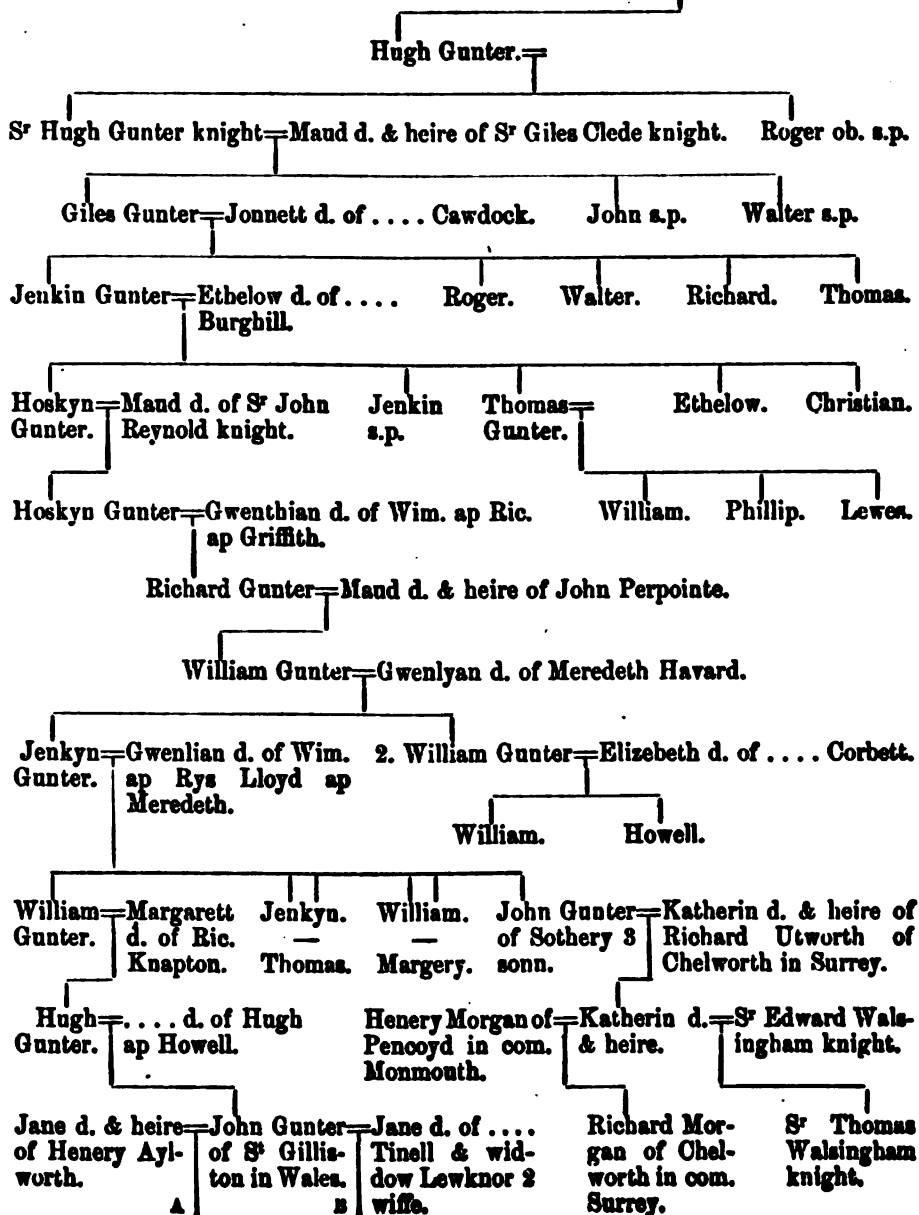 Hugh Gunter.
Sr Hugh Gunter knight=Maud d. & heire of Sr Giles Clede knight. Roger ob. s.p.
Giles Gunter=Jonnett d. of .... Cawdock. John s.p. Walter s.p.
Jenkin Gunter=Ethelow d. of .... Roger. Walter. Richard. Thomas.
Burghill.
Hoskyn=Maud d. of Sr John Jenkin Thomas= Ethelow. Christian.
Gunter. Reynold knight. s.p. Gunter.
Hoskyn Gunter=Gwenthian d. of Wim. ap Ric. William. Phillip. Lewes.
ap Griffith.
Richard Gunter=Maud d. & heire of John Perpointe.
William Gunter=Gwenlyan d. of Meredeth Havard.
Jenkyn=Gwenlian d. of Wim. 2. William Gunter=Elizebeth d. of .... Corbett.
Gunter. ap Rys Lloyd ap
Meredeth.
William. Howell.
William=Margarett Jenkyn. William. John Gunter=Katherin d. & heire of
Gunter. d. of Ric. — — of Sothery 3 Richard Utworth of
Knapton. Thomas. Margery. sonn. Chelworth in Surrey.
Hugh=.... d. of Hugh Henery Morgan of=Katherin d.=Sr Edward Wal-
Gunter. ap Howell. Pencoyd in com. & heire. singham knight.
Monmouth.
Jane d. & heire=John Gunter=Jane d. of .... Richard Mor- Sr Thomas
of Henery Ayl- of St Gillis- Tinell & wid- gan of Chel- Walsingham
worth. ton in Wales. dow Lewknor 2 worth in com. knight.
A B wiffe. Surrey.